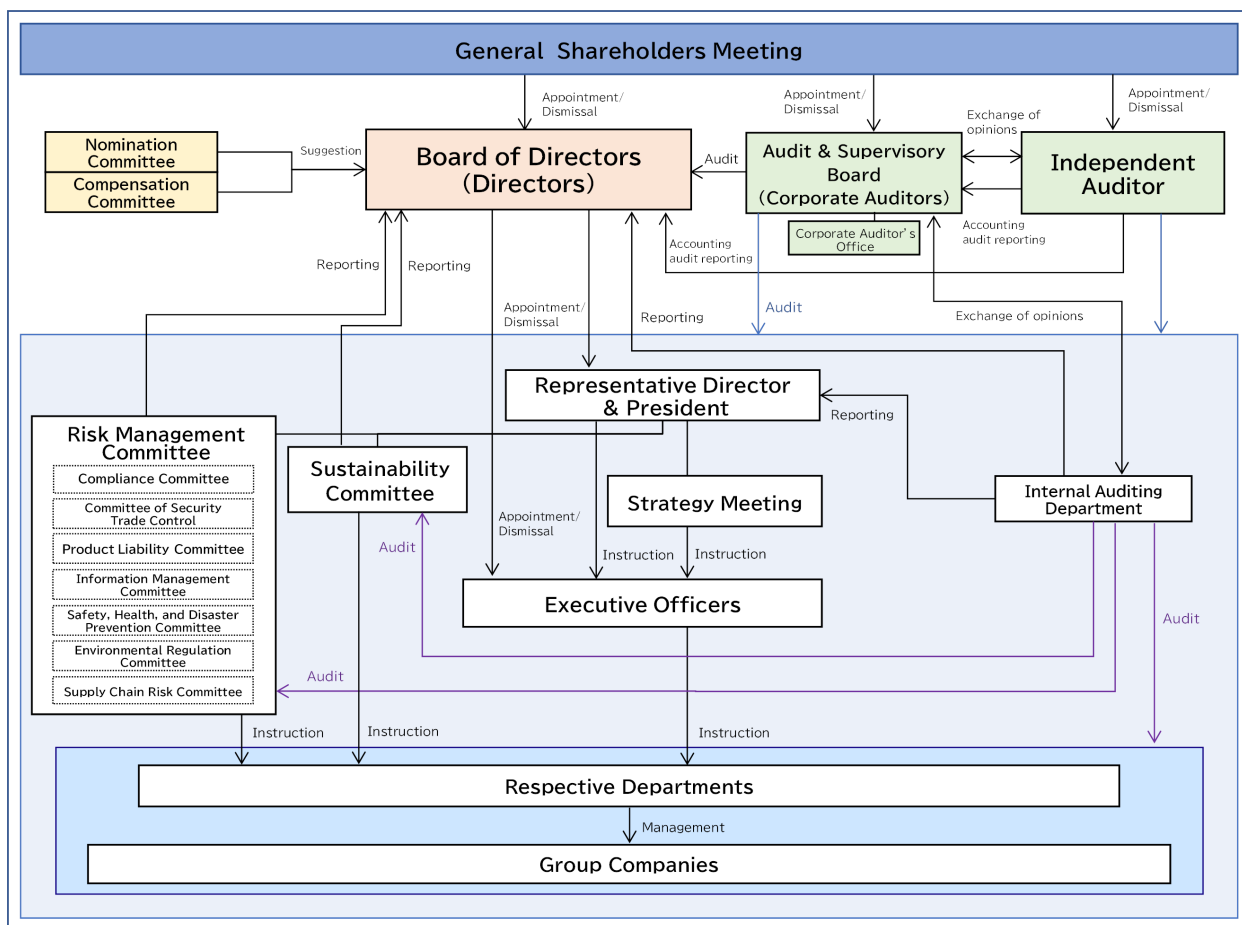 General Shareholders Meeting
Appointment/
Dismissal
Appointment/
Dismissal
Appointment/
Dismissal
Nomination
Committee
Compensation
Committee
Suggestion
Board of Directors
(Directors)
Audit
Audit & Supervisory
Board
(Corporate Auditors)
Corporate Auditor's
Office
Exchange of
opinions
Independent
Auditor
Accounting
audit reporting
Accounting
audit reporting
Reporting
Reporting
Appointment/
Dismissal
Reporting
Audit
Exchange of opinions
Representative Director
& President
Reporting
Risk Management
Committee
Compliance Committee
Committee of Security
Trade Control
Product Liability Committee
Information Management
Committee
Safety, Health, and Disaster
Prevention Committee
Environmental Regulation
Committee
Supply Chain Risk Committee
Sustainability
Committee
Strategy Meeting
Internal Auditing
Department
Appointment/
Dismissal
Audit
Instruction
Instruction
Executive Officers
Audit
Audit
Instruction
Instruction
Instruction
Respective Departments
Management
Group Companies